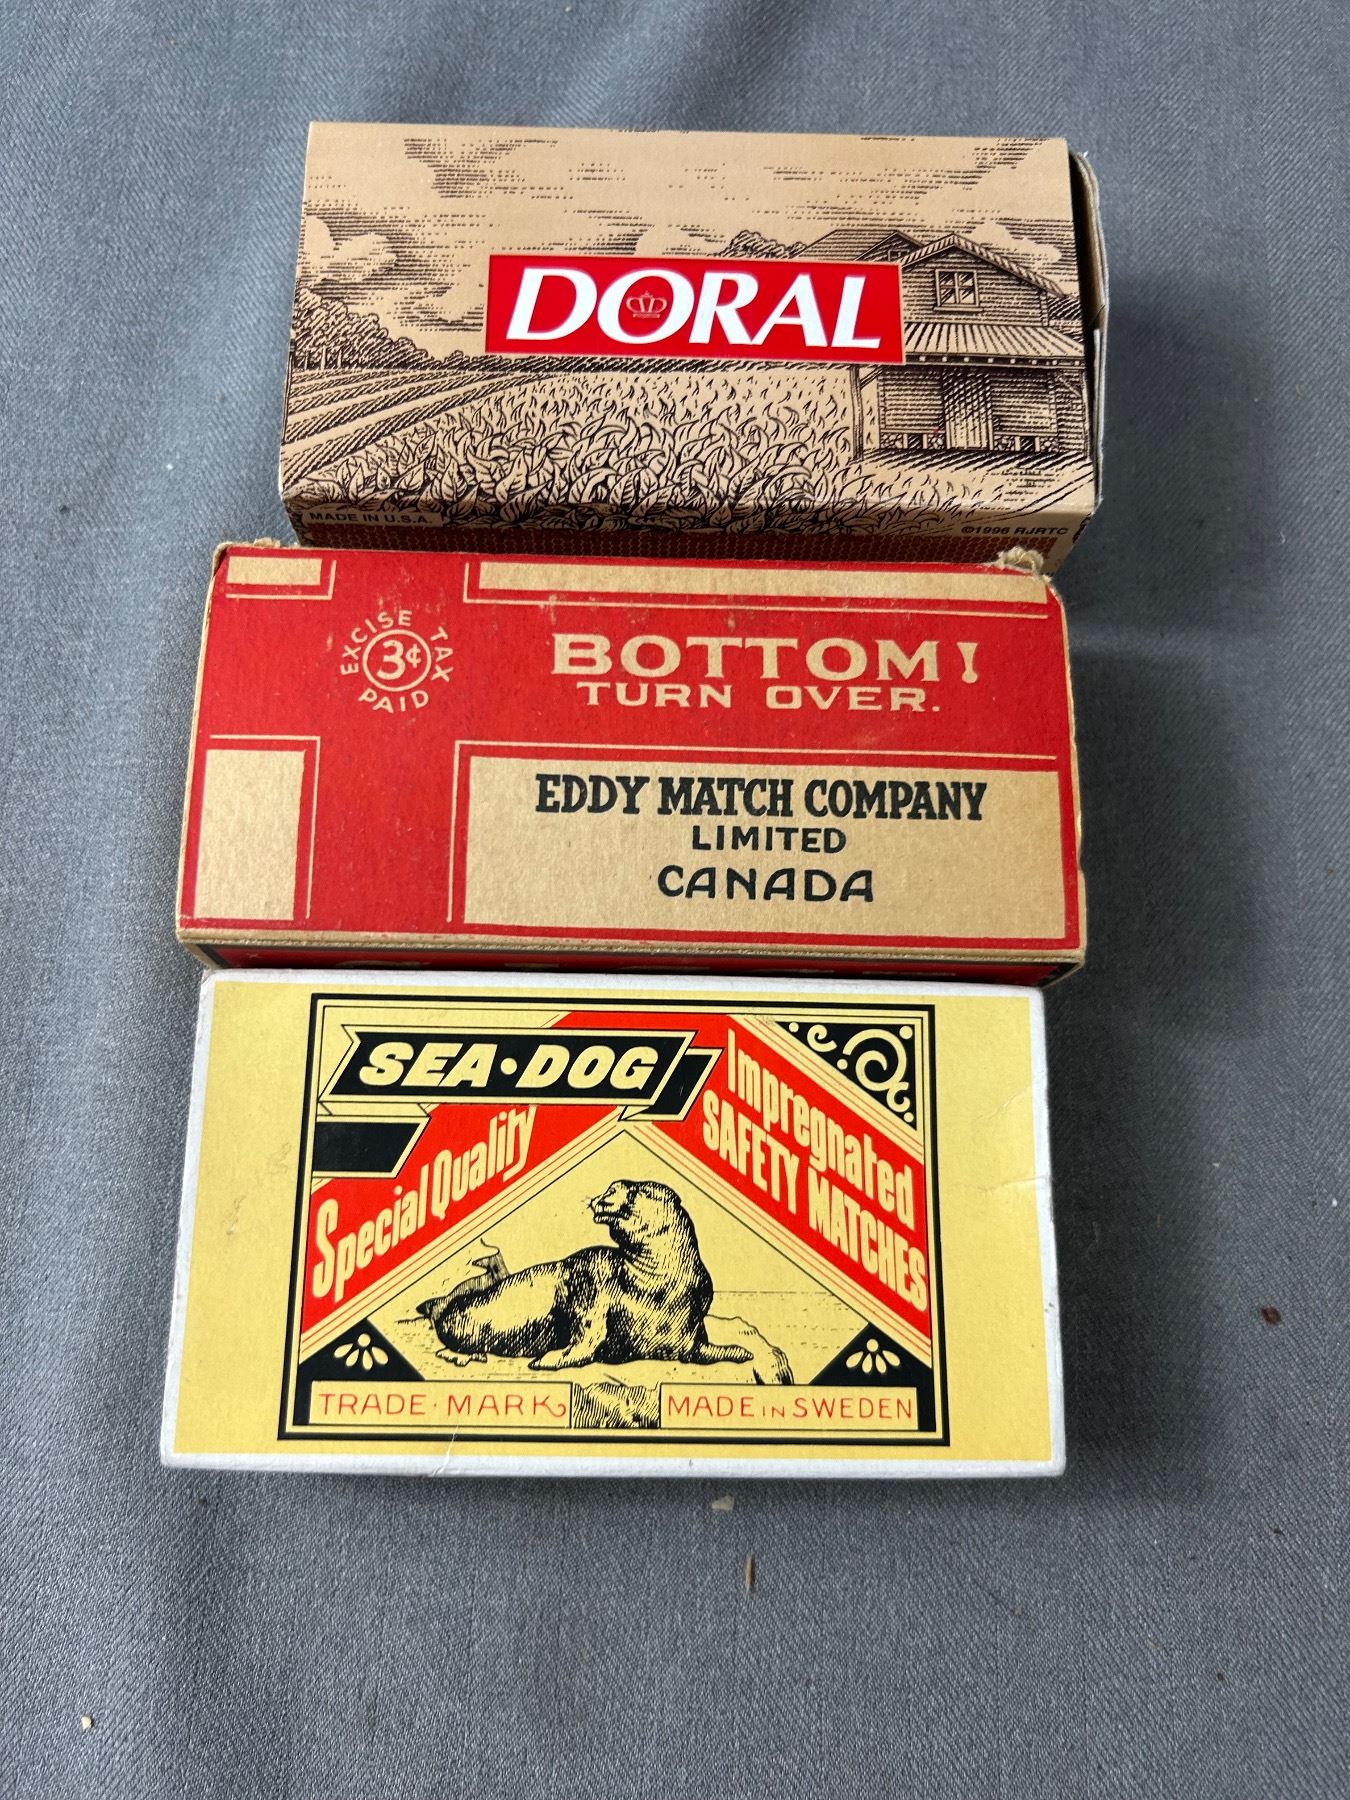 DORAL
MADE IN U.S.A.
©1996 RJRTC
EXCISE TAX
3¢
PAID
BOTTOM!
TURN OVER.
EDDY MATCH COMPANY
LIMITED
CANADA
SEA·DOG
Special Quality
Impregnated
SAFETY MATCHES
TRADE·MARK
MADE IN SWEDEN